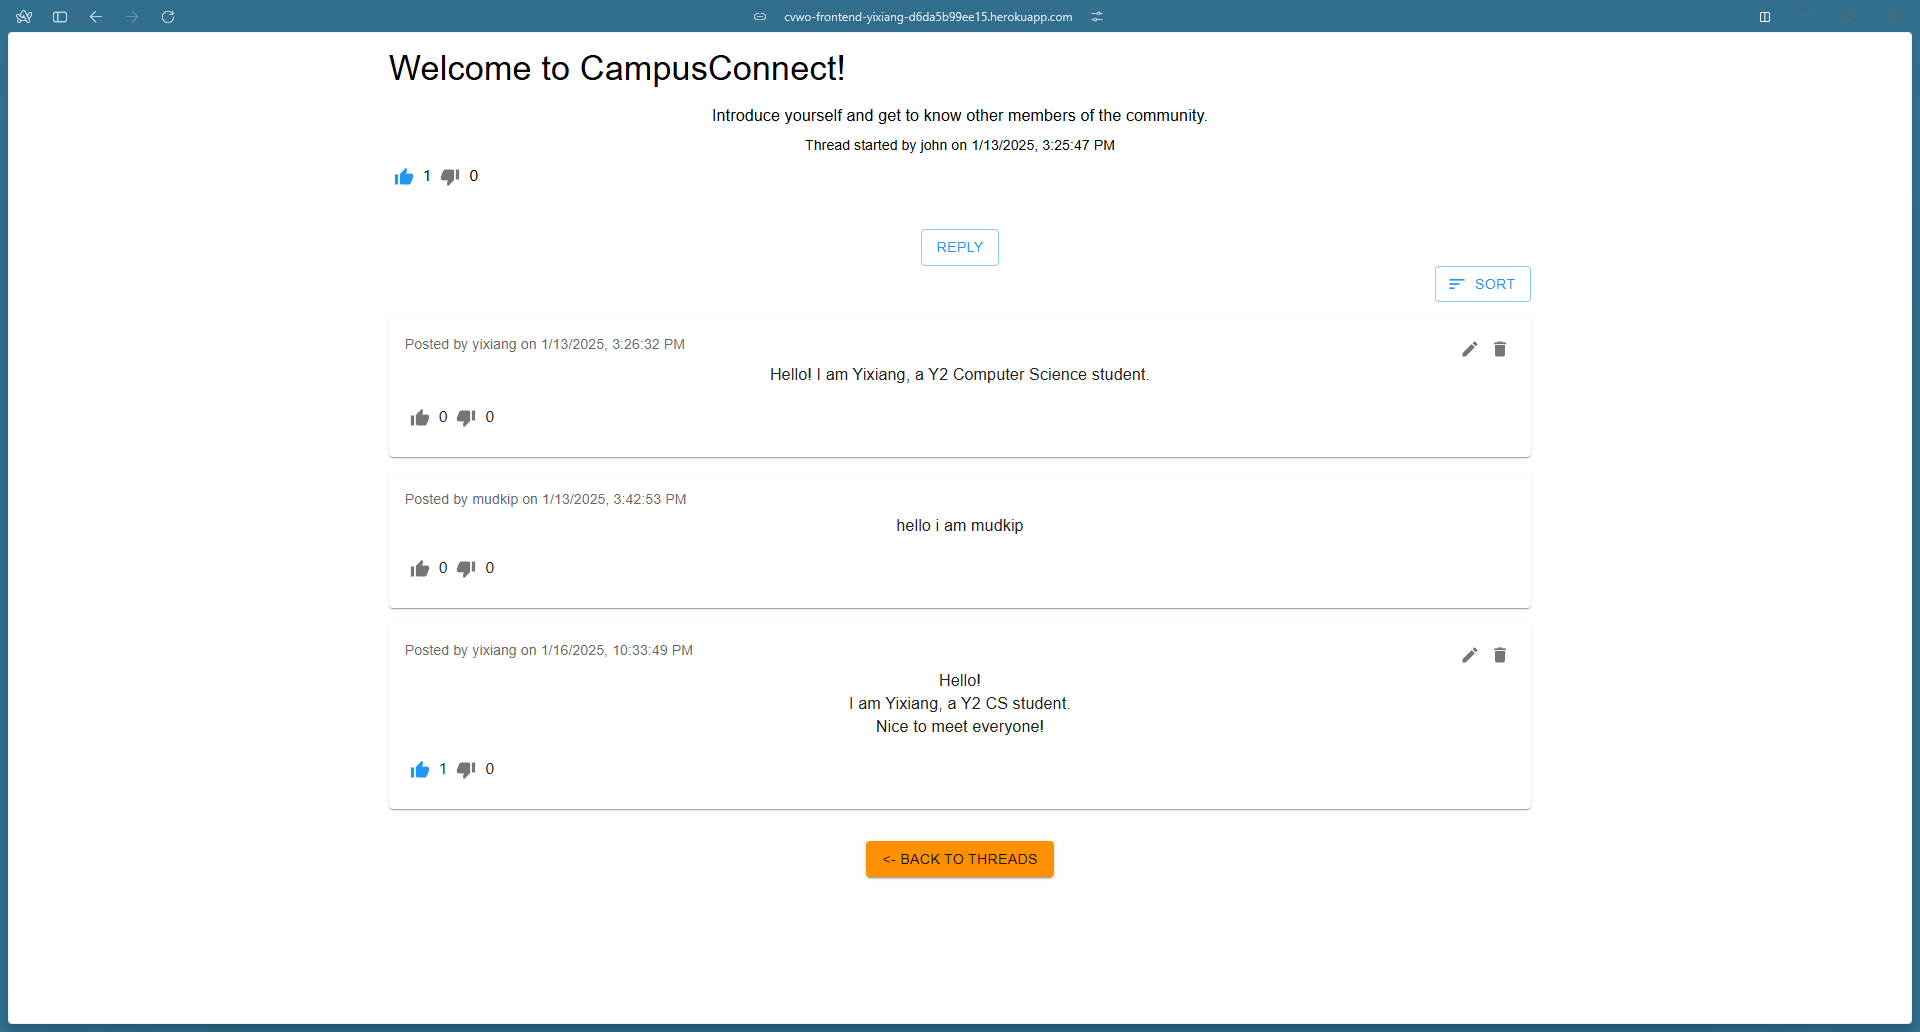 cvwo-frontend-yixiang-d6da5b99ee15.herokuapp.com
Welcome to CampusConnect!
Introduce yourself and get to know other members of the community.
Thread started by john on 1/13/2025, 3:25:47 PM
1 0
REPLY
SORT
Posted by yixiang on 1/13/2025, 3:26:32 PM
Hello! I am Yixiang, a Y2 Computer Science student.
0 0
Posted by mudkip on 1/13/2025, 3:42:53 PM
hello i am mudkip
0 0
Posted by yixiang on 1/16/2025, 10:33:49 PM
Hello!
I am Yixiang, a Y2 CS student.
Nice to meet everyone!
1 0
<- BACK TO THREADS